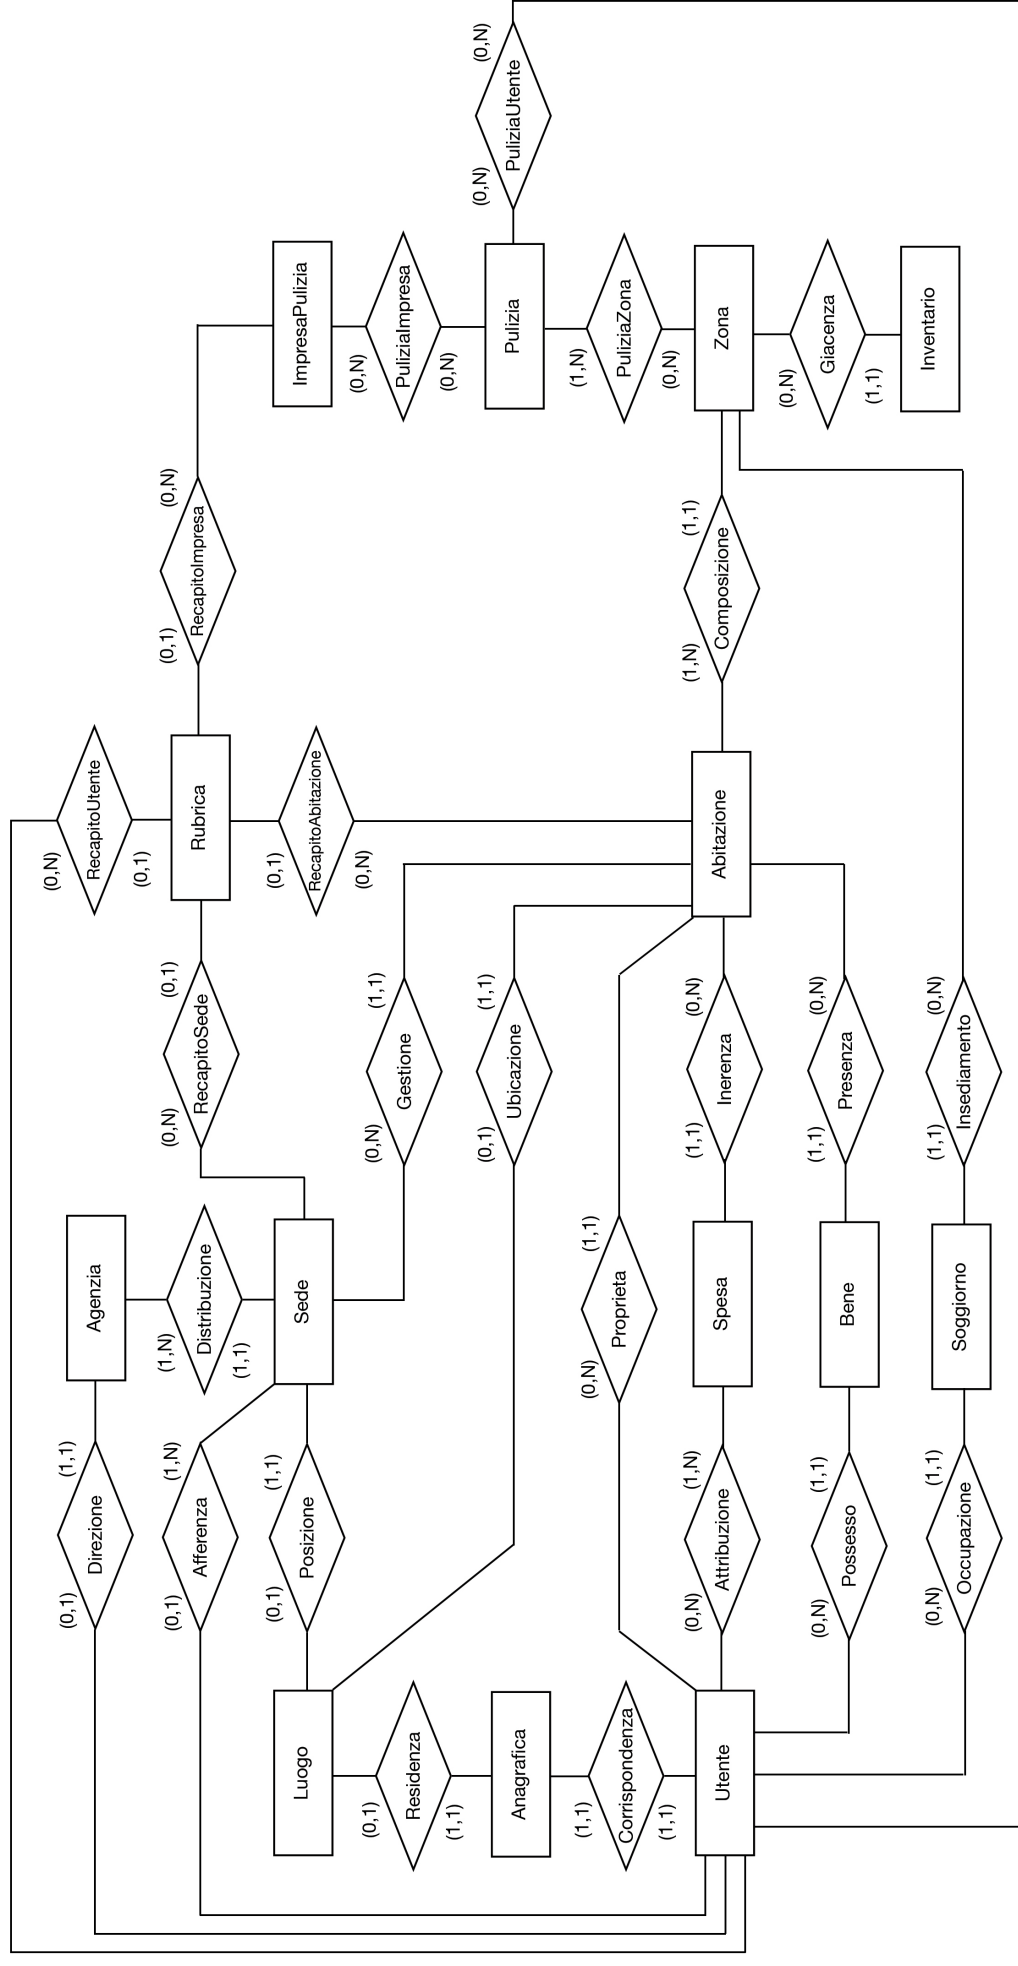 RecapitoUtente
(0,N)
(0,1)
Rubrica
RecapitoImpresa
(0,1)
(0,N)
ImpresaPulizia
PuliziaImpresa
(0,N)
(0,N)
Pulizia
PuliziaUtente
(0,N)
(0,N)
PuliziaZona
(1,N)
(0,N)
Zona
Giacenza
(0,N)
(1,1)
Inventario
RecapitoAbitazione
(0,1)
(0,N)
Abitazione
Composizione
(1,N)
(1,1)
RecapitoSede
(0,N)
(0,1)
Agenzia
Distribuzione
(1,N)
(1,1)
Sede
Gestione
(0,N)
(1,1)
Ubicazione
(0,1)
(1,1)
Proprieta
(0,N)
(1,1)
Inerenza
(1,1)
(0,N)
Spesa
Presenza
(1,1)
(0,N)
Bene
Insediamento
(1,1)
(0,N)
Soggiorno
Direzione
(0,1)
(1,1)
Afferenza
(0,1)
(1,N)
Posizione
(0,1)
(1,1)
Luogo
Residenza
(0,1)
(1,1)
Anagrafica
Corrispondenza
(1,1)
(1,1)
Utente
Attribuzione
(0,N)
(1,N)
Possesso
(0,N)
(1,1)
Occupazione
(0,N)
(1,1)